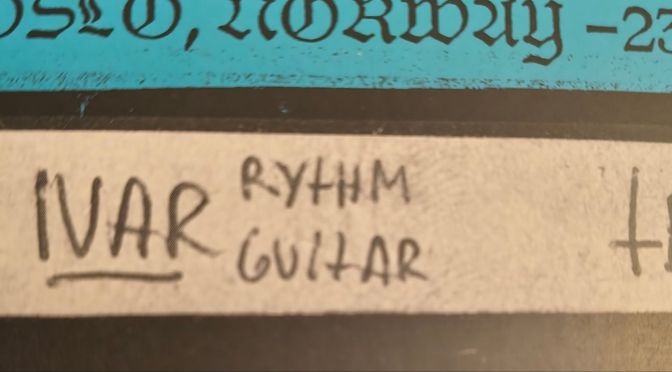 OSLO, NORWAY - 23
IVAR RYTHM
GUITAR